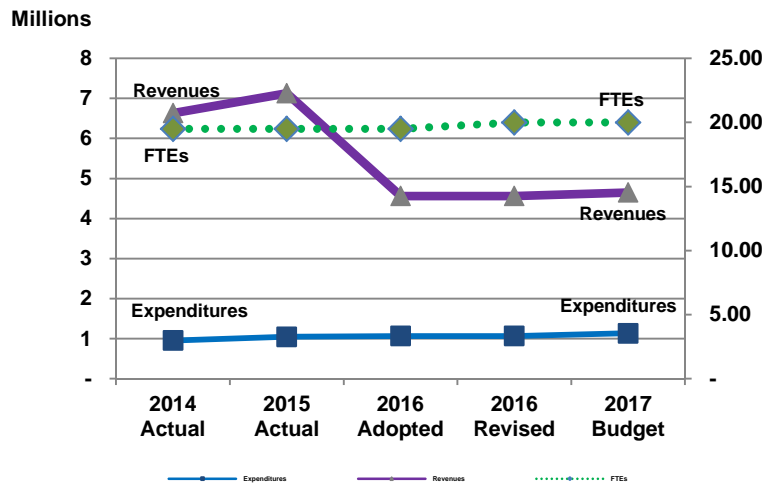 Millions
8
7
6
5
4
3
2
1
-
25.00
20.00
15.00
10.00
5.00
-
Revenues
FTEs
FTEs
Revenues
Expenditures
Expenditures
2014 2015 2016 2016 2017
Actual Actual Adopted Revised Budget
Expenditures Revenues FTEs